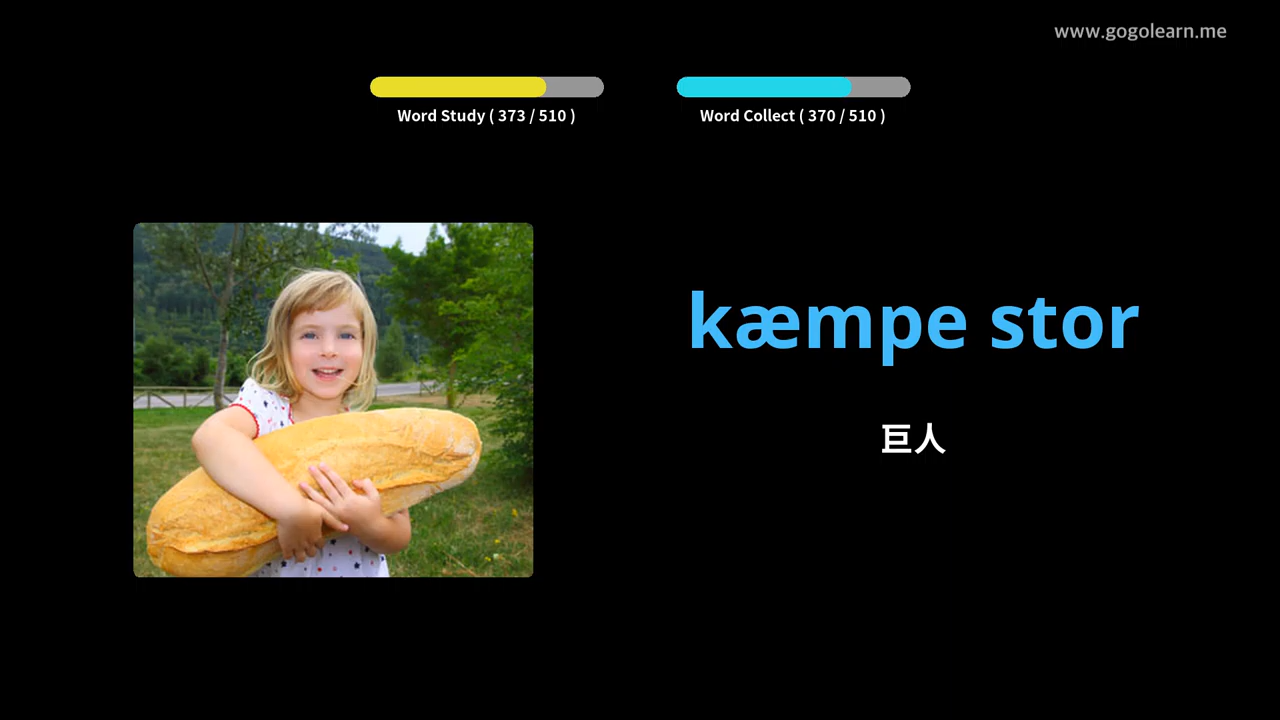 www.gogolearn.me
Word Study ( 373 / 510 )
Word Collect ( 370 / 510 )
kæmpe stor
巨人